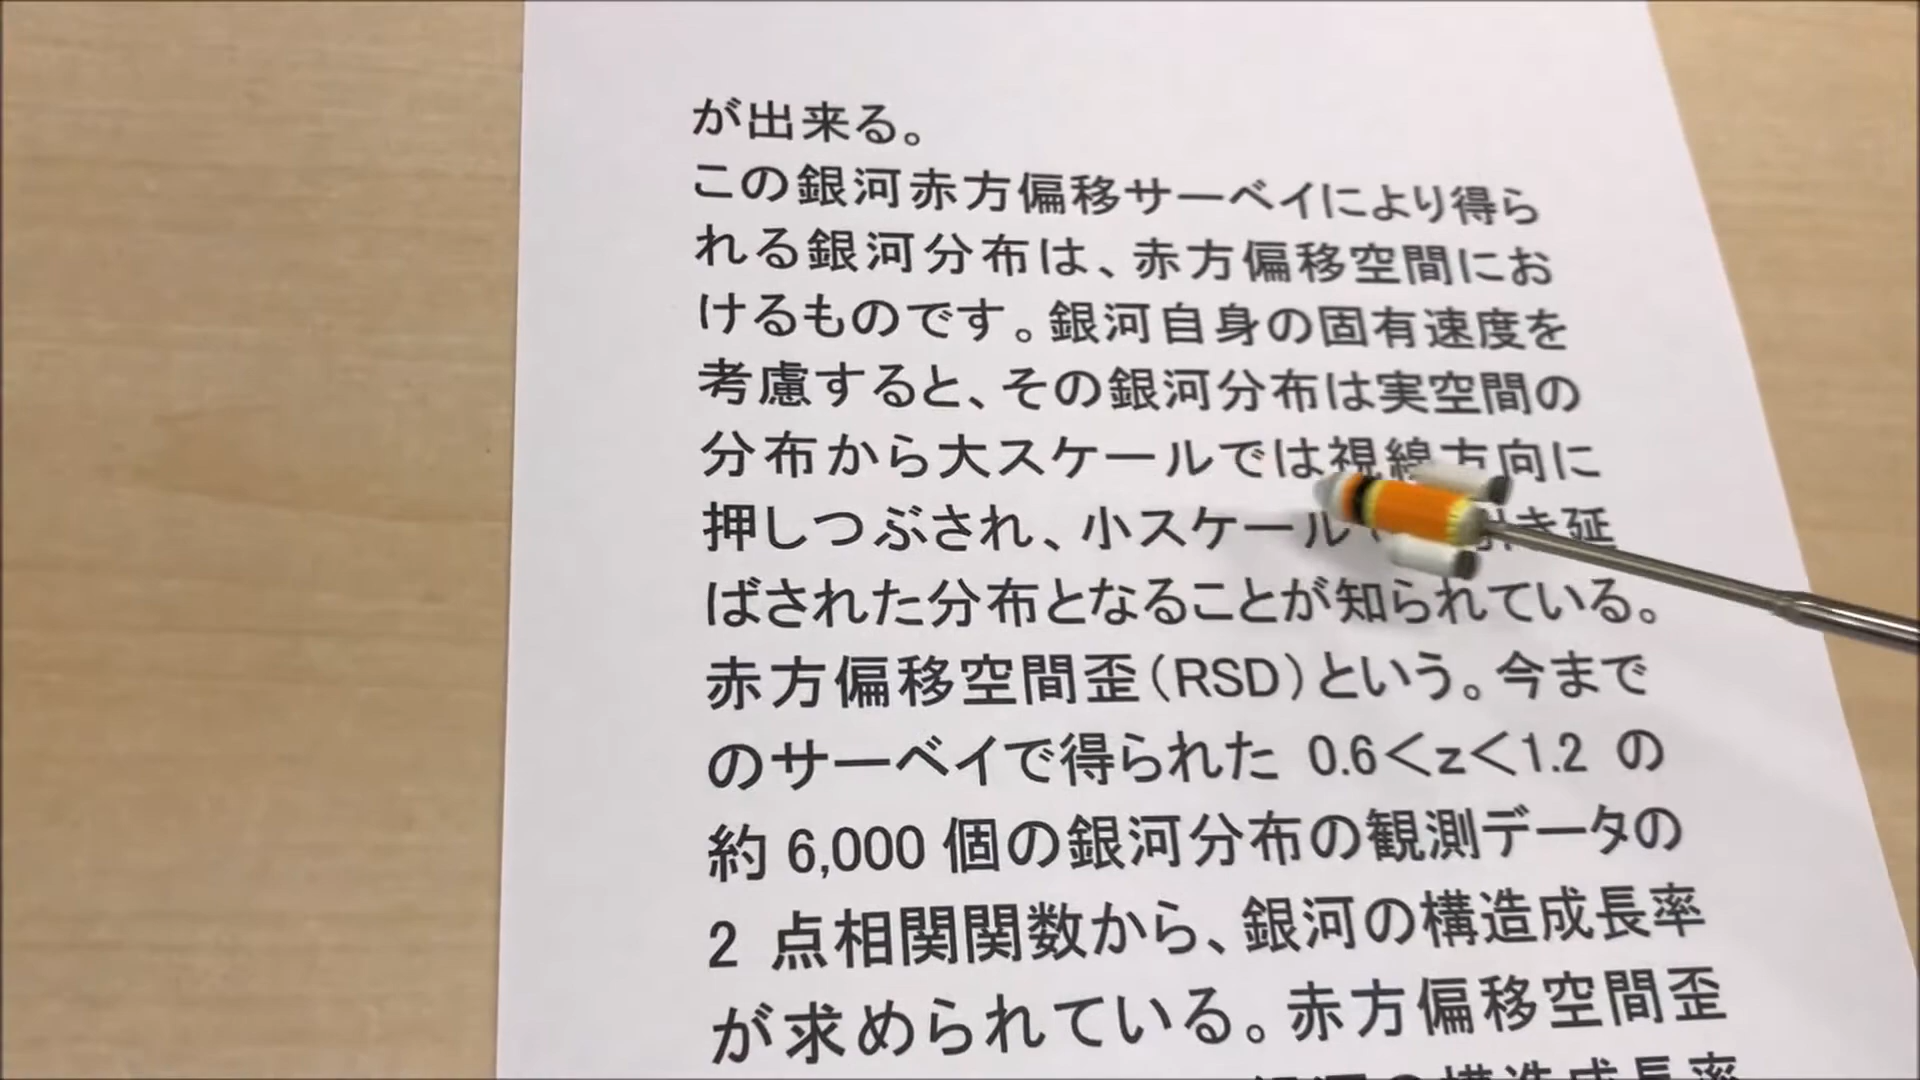 が出来る。
この銀河赤方偏移サーベイにより得ら
れる銀河分布は、赤方偏移空間にお
けるものです。銀河自身の固有速度を
考慮すると、その銀河分布は実空間の
分布から大スケールでは視線方向に
押しつぶされ、小スケール き延
ばされた分布となることが知られている。
赤方偏移空間歪(RSD)という。今まで
のサーベイで得られた 0.6<z<1.2 の
約 6,000 個の銀河分布の観測データの
2 点相関関数から、銀河の構造成長率
が求められている。赤方偏移空間歪